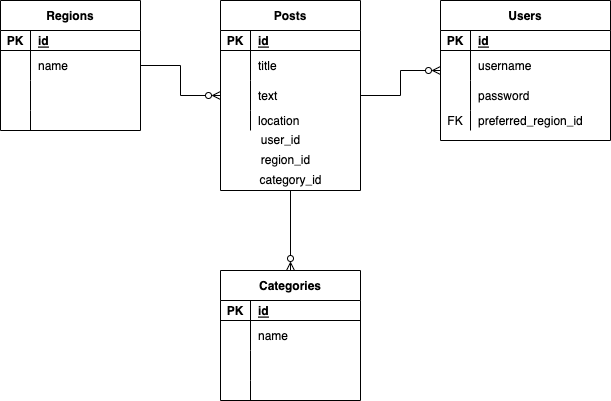 Regions
PK id
name
Posts
PK id
title
text
location
user_id
region_id
category_id
Users
PK id
username
password
FK preferred_region_id
Categories
PK id
name